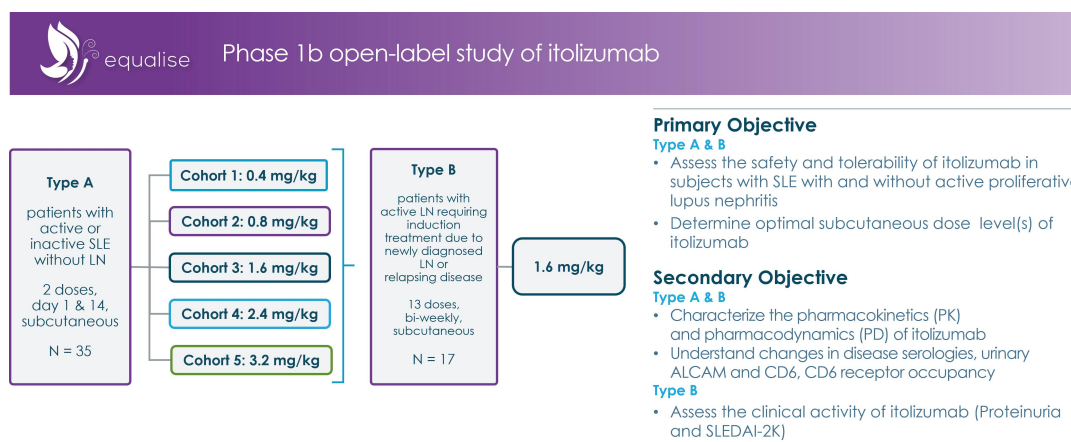 equalise
Phase 1b open-label study of itolizumab
Type A
patients with
active or
inactive SLE
without LN
2 doses,
day 1 & 14,
subcutaneous
N = 35
Cohort 1: 0.4 mg/kg
Cohort 2: 0.8 mg/kg
Cohort 3: 1.6 mg/kg
Cohort 4: 2.4 mg/kg
Cohort 5: 3.2 mg/kg
Type B
patients with
active LN requiring
induction
treatment due to
newly diagnosed
LN or
relapsing disease
13 doses,
bi-weekly,
subcutaneous
N = 17
1.6 mg/kg
Primary Objective
Type A & B
• Assess the safety and tolerability of itolizumab in
subjects with SLE with and without active proliferativ
lupus nephritis
• Determine optimal subcutaneous dose level(s) of
itolizumab
Secondary Objective
Type A & B
• Characterize the pharmacokinetics (PK)
and pharmacodynamics (PD) of itolizumab
• Understand changes in disease serologies, urinary
ALCAM and CD6, CD6 receptor occupancy
Type B
• Assess the clinical activity of itolizumab (Proteinuria
and SLEDAI-2K)